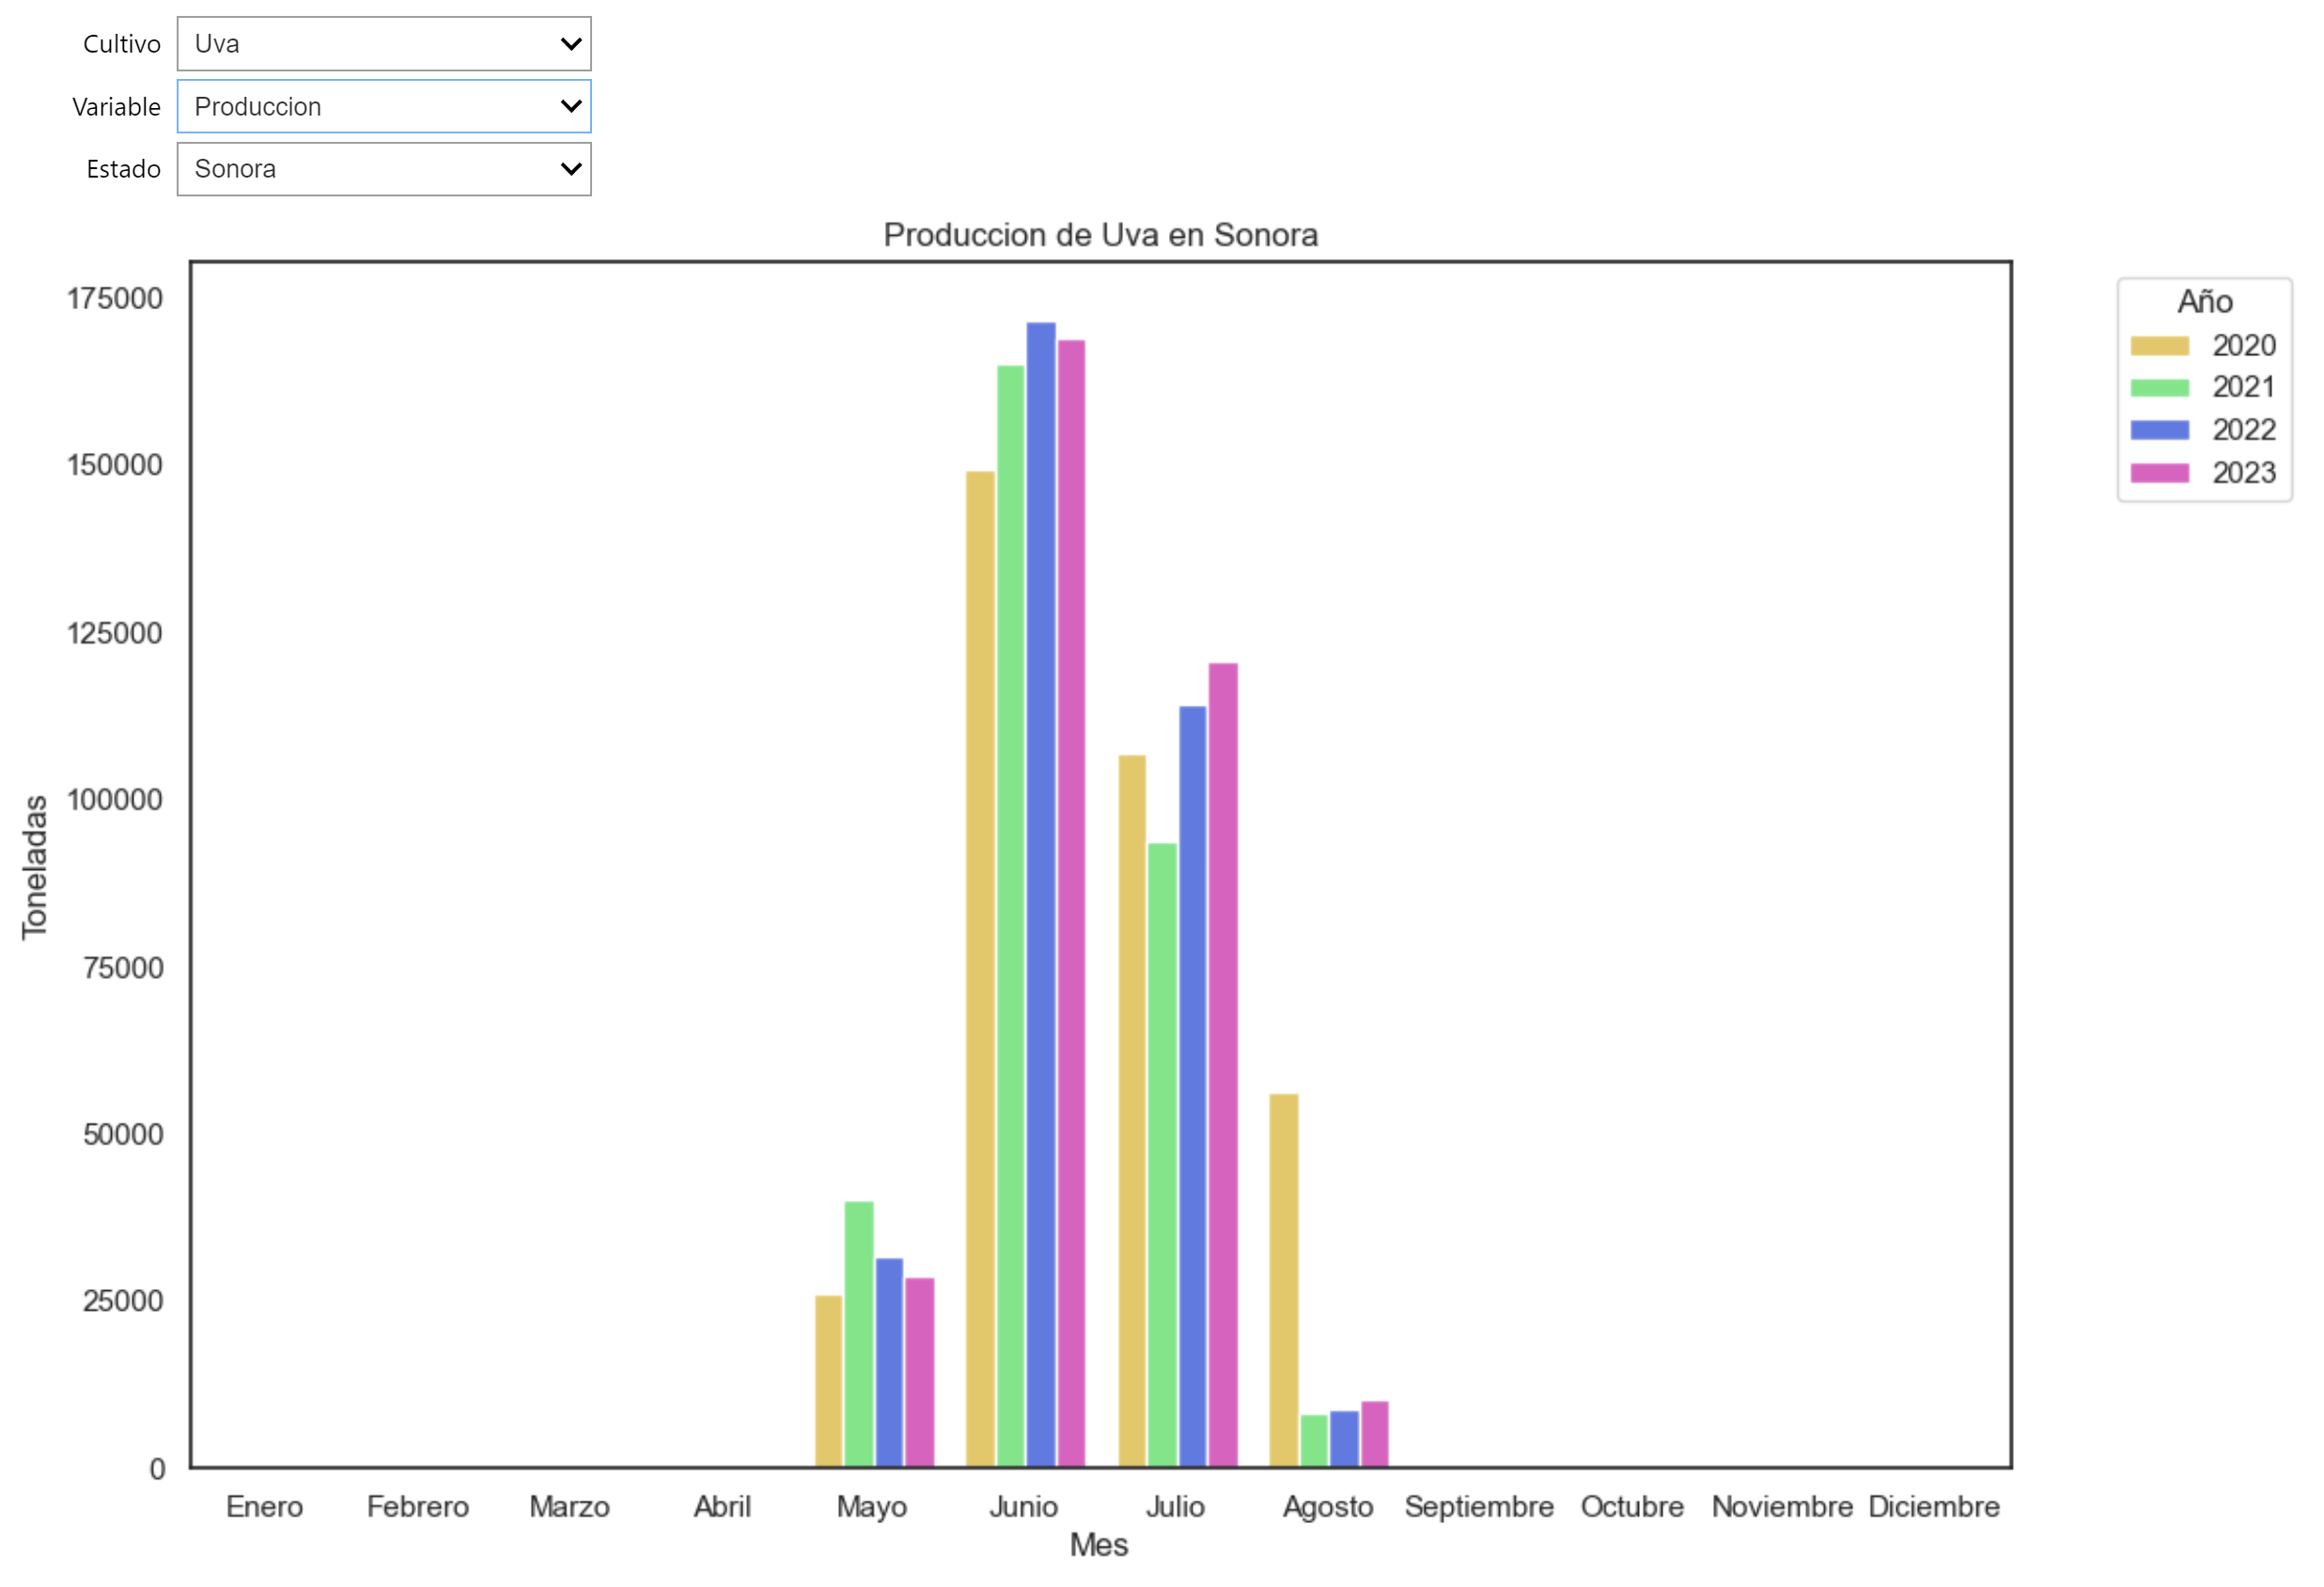 Cultivo Uva
Variable Produccion
Estado Sonora
Produccion de Uva en Sonora
175000
150000
125000
100000
75000
50000
25000
0
Toneladas
Enero Febrero Marzo Abril Mayo Junio Julio Agosto Septiembre Octubre Noviembre Diciembre
Mes
Año
2020
2021
2022
2023